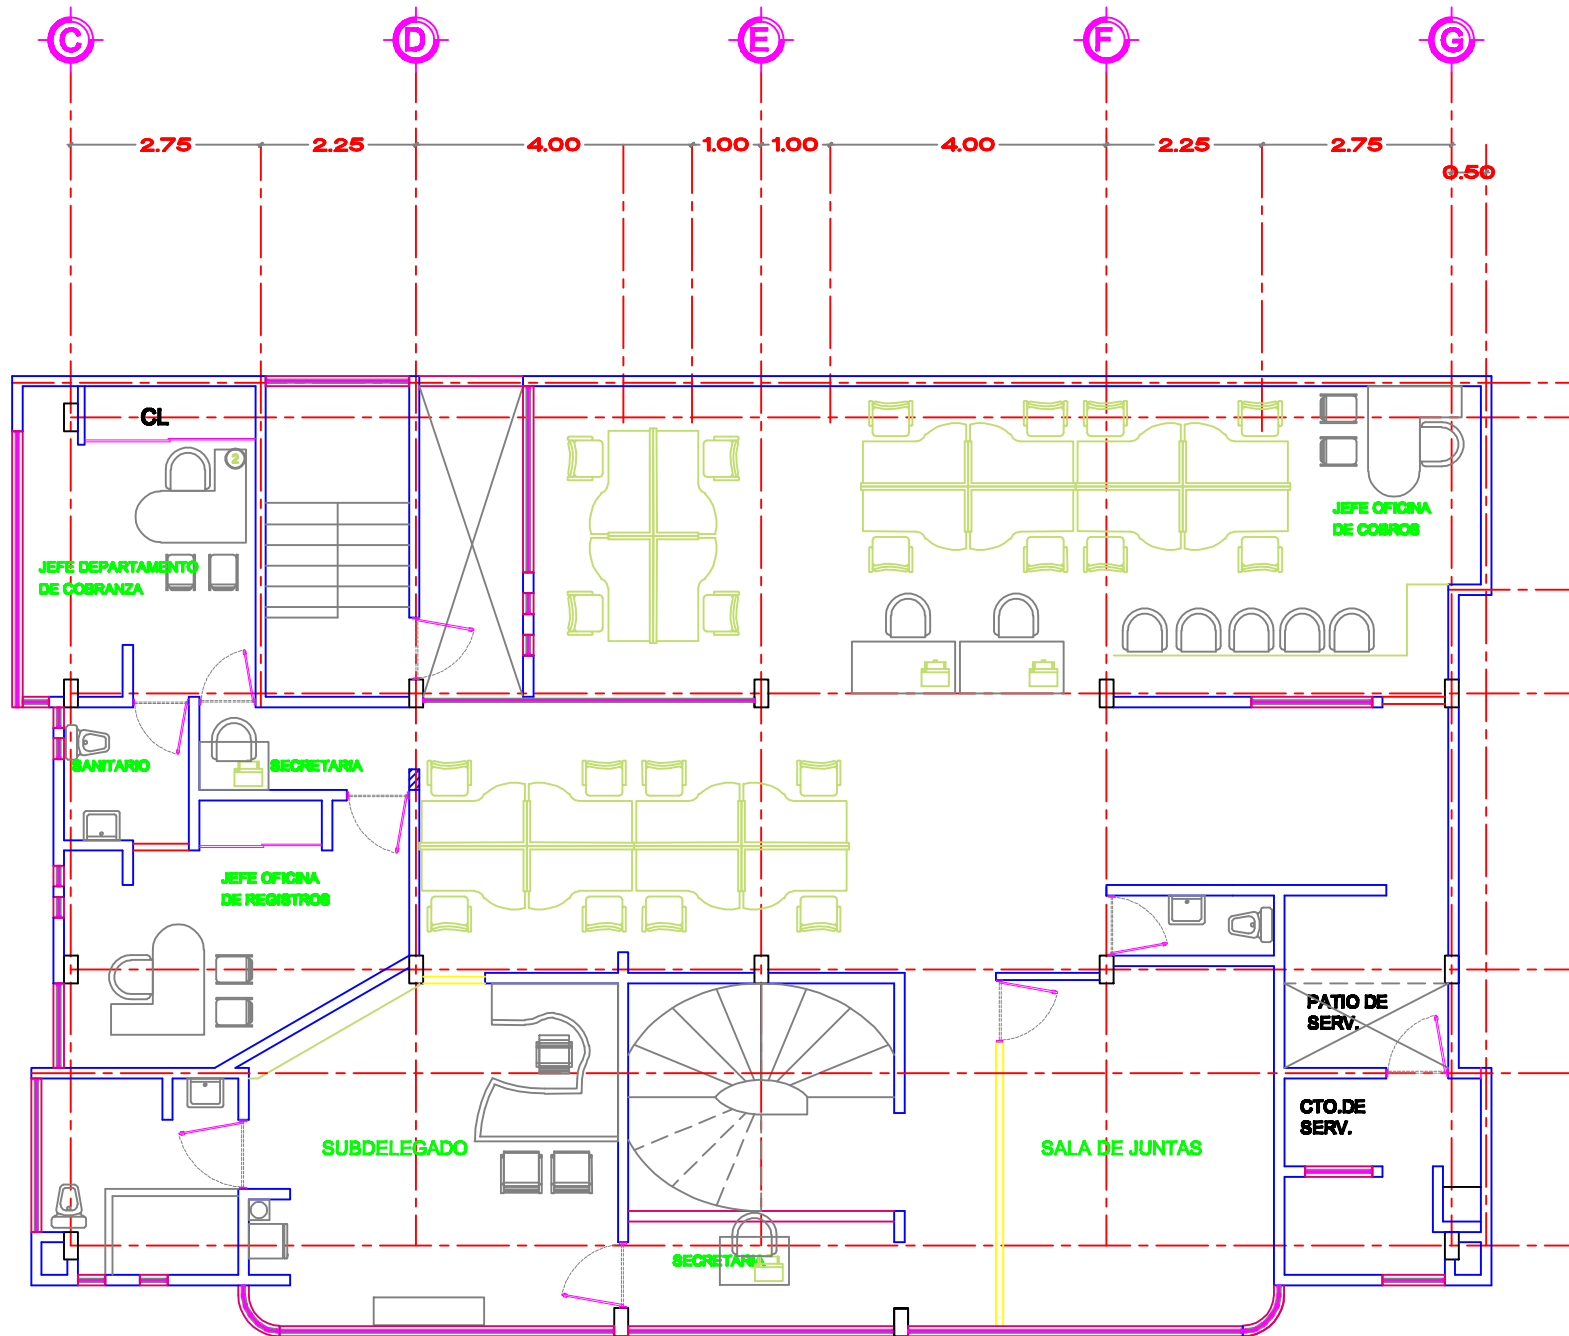 C D E F G
2.75 2.25 4.00 1.00 1.00 4.00 2.25 2.75
0.50
CL
2
JEFE OFICINA
DE COBROS
JEFE DEPARTAMENTO
DE COBRANZA
SANITARIO
SECRETARIA
JEFE OFICINA
DE REGISTROS
PATIO DE
SERV.
CTO.DE
SERV.
SUBDELEGADO
SALA DE JUNTAS
SECRETARIA